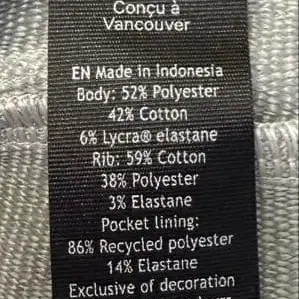 Conçu à
Vancouver
EN Made in Indonesia
Body: 52% Polyester
42% Cotton
6% Lycra® elastane
Rib: 59% Cotton
38% Polyester
3% Elastane
Pocket lining:
86% Recycled polyester
14% Elastane
Exclusive of decoration